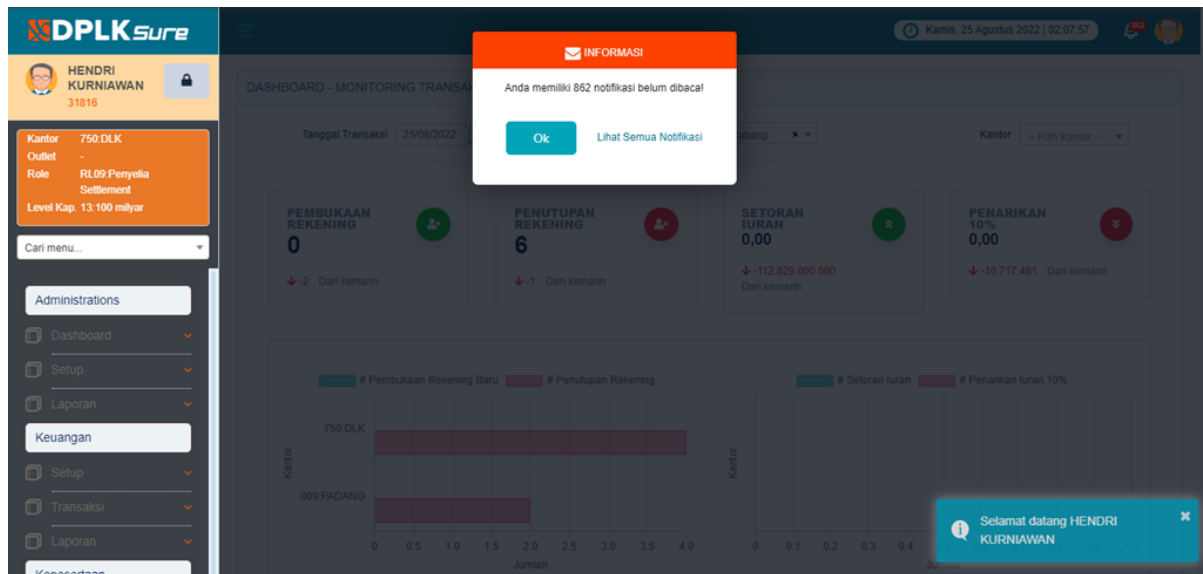 DPLKSure
Kamis, 25 Agustus 2022 | 02:07:57
HENDRI
KURNIAWAN
31816
Kantor 750:DLK
Outlet -
Role RL09:Penyelia
Settlement
Level Kap. 13:100 milyar
Cari menu...
Administrations
Dashboard
Setup
Laporan
Keuangan
Setup
Transaksi
Laporan
Kepesertaan
INFORMASI
Anda memiliki 862 notifikasi belum dibaca!
Ok Lihat Semua Notifikasi
DASHBOARD - MONITORING
Tanggal Transaksi 25/08/2022
Kantor -- Pilih Kantor --
PEMBUKAAN
REKENING
0
-2 Dari kemarin
PENUTUPAN
REKENING
6
-1 Dari kemarin
SETORAN
IURAN
0,00
-112.629.000.000
Dari kemarin
PENARIKAN
10%
0,00
-10.717.481 Dari kemarin
# Pembukaan Rekening Baru # Penutupan Rekening
Kantor
750:DLK
009:PADANG
0 0.5 1.0 1.5 2.0 2.5 3.0 3.5 4.0
Jumlah
# Setoran Iuran # Penarikan Iuran 10%
Kantor
0 0.1 0.2 0.3 0.4
Selamat datang HENDRI
KURNIAWAN